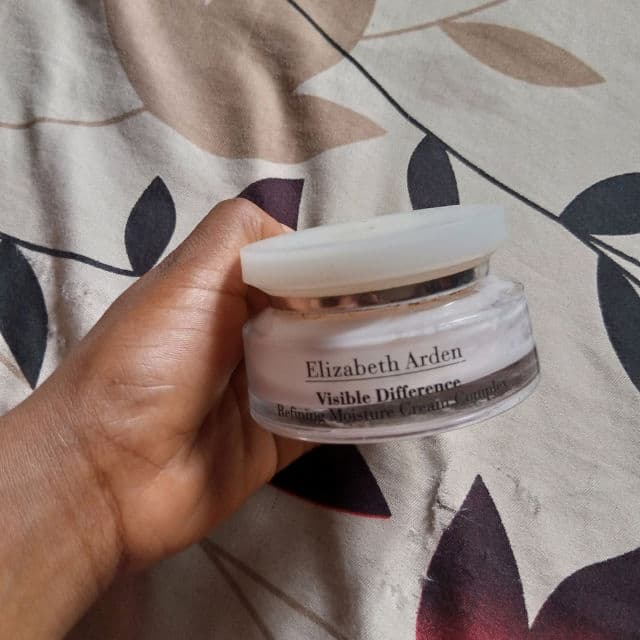 Elizabeth Arden
Visible Difference
Refining Moisture Cream Complex